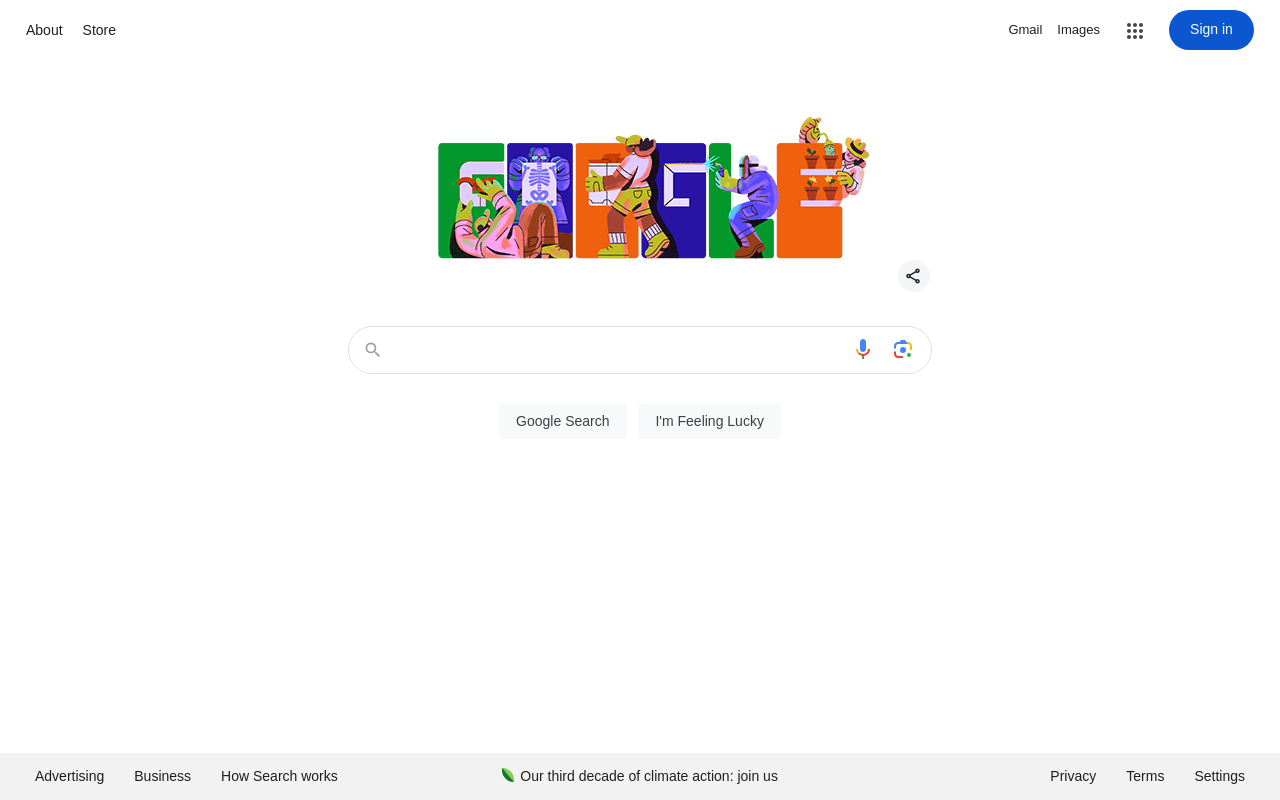 About Store Gmail Images Sign in
Google Search I'm Feeling Lucky
Advertising Business How Search works Our third decade of climate action: join us Privacy Terms Settings